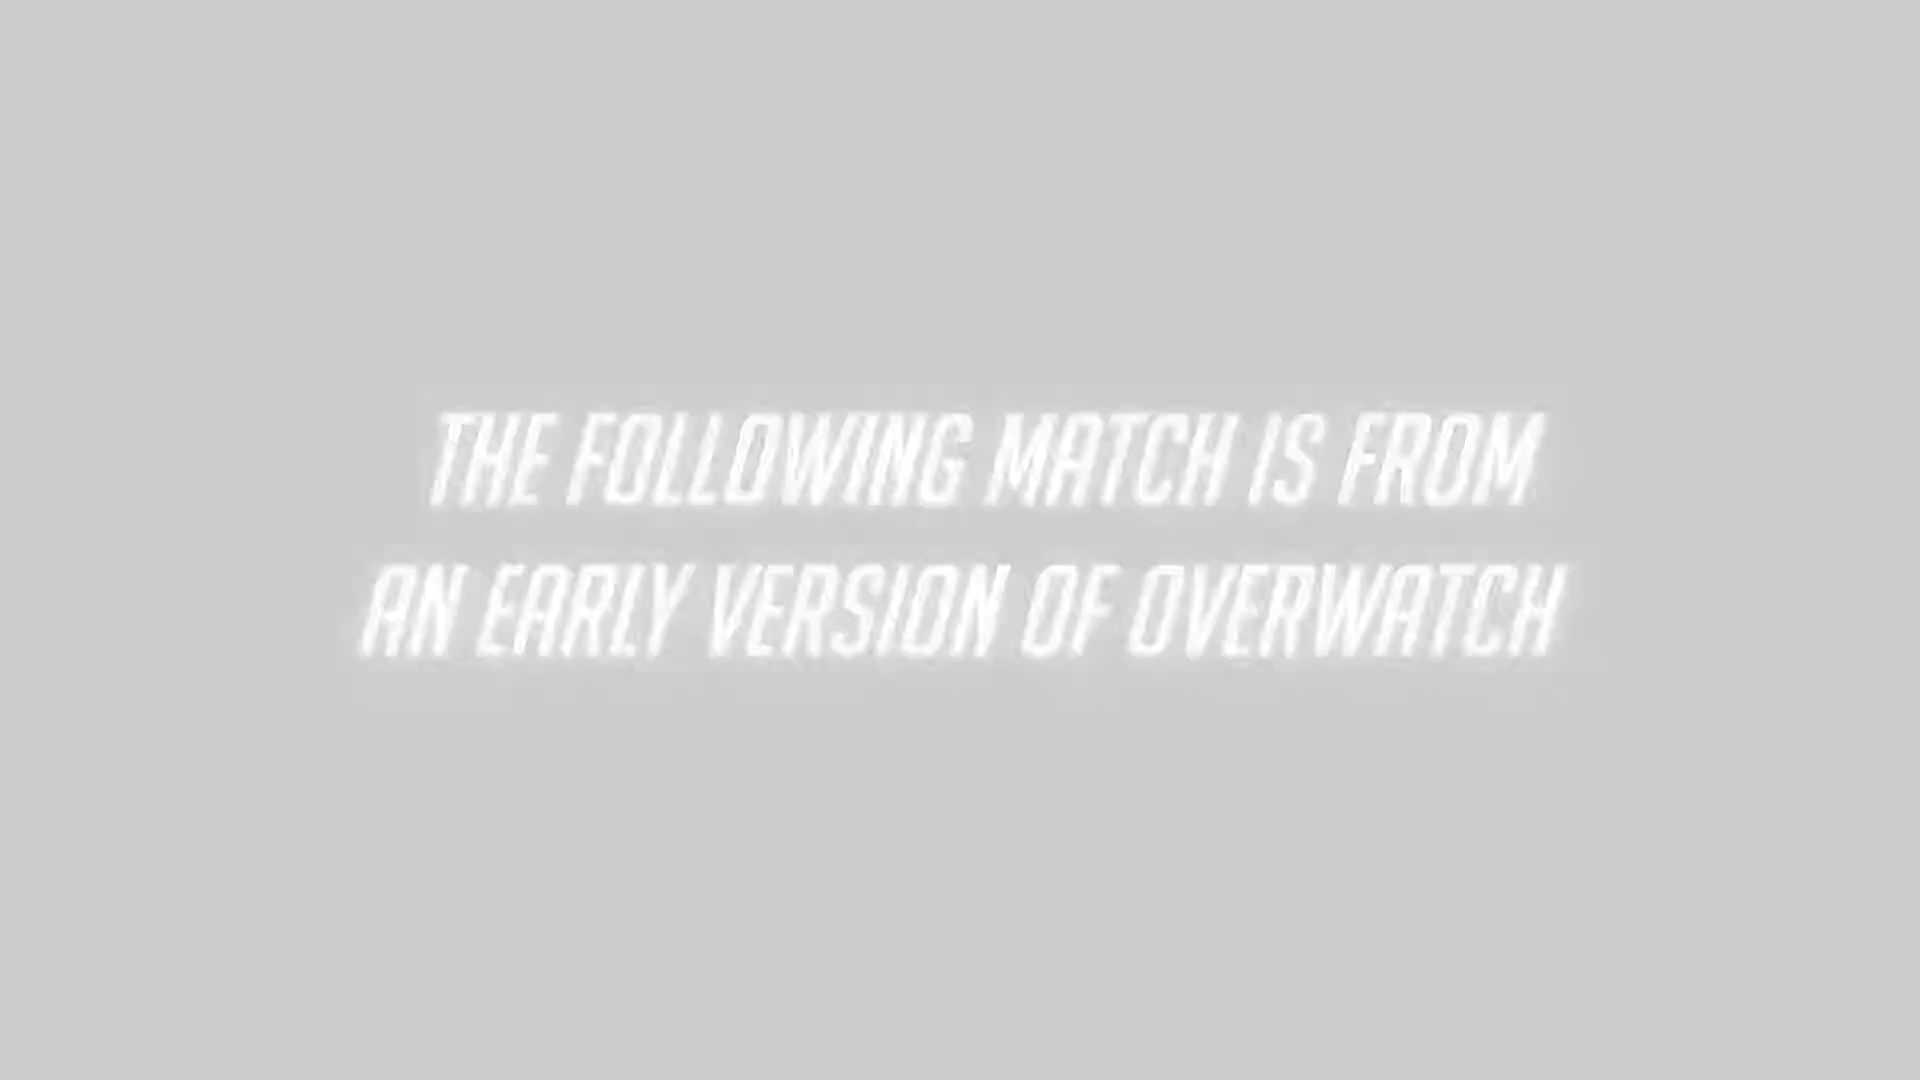 THE FOLLOWING MATCH IS FROM
AN EARLY VERSION OF OVERWATCH